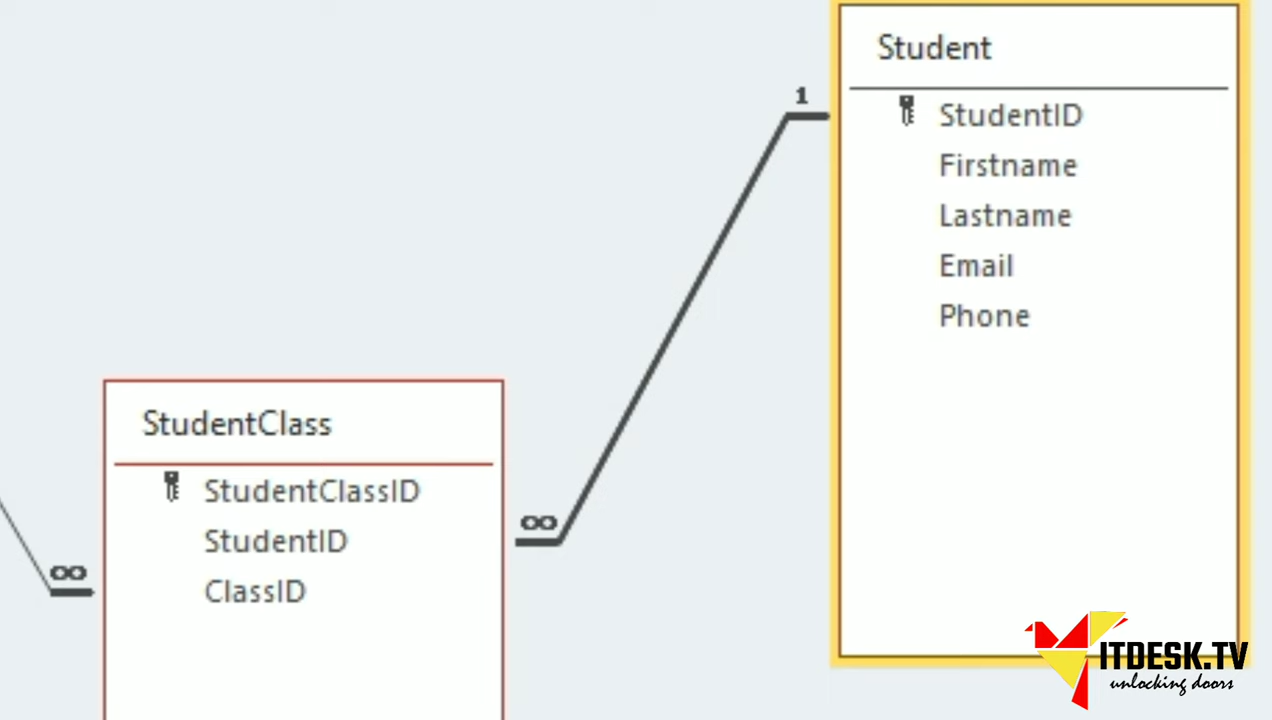 Student
1
StudentID
Firstname
Lastname
Email
Phone
StudentClass
StudentClassID
∞
StudentID
∞
ClassID
ITDESK.TV
unlocking doors